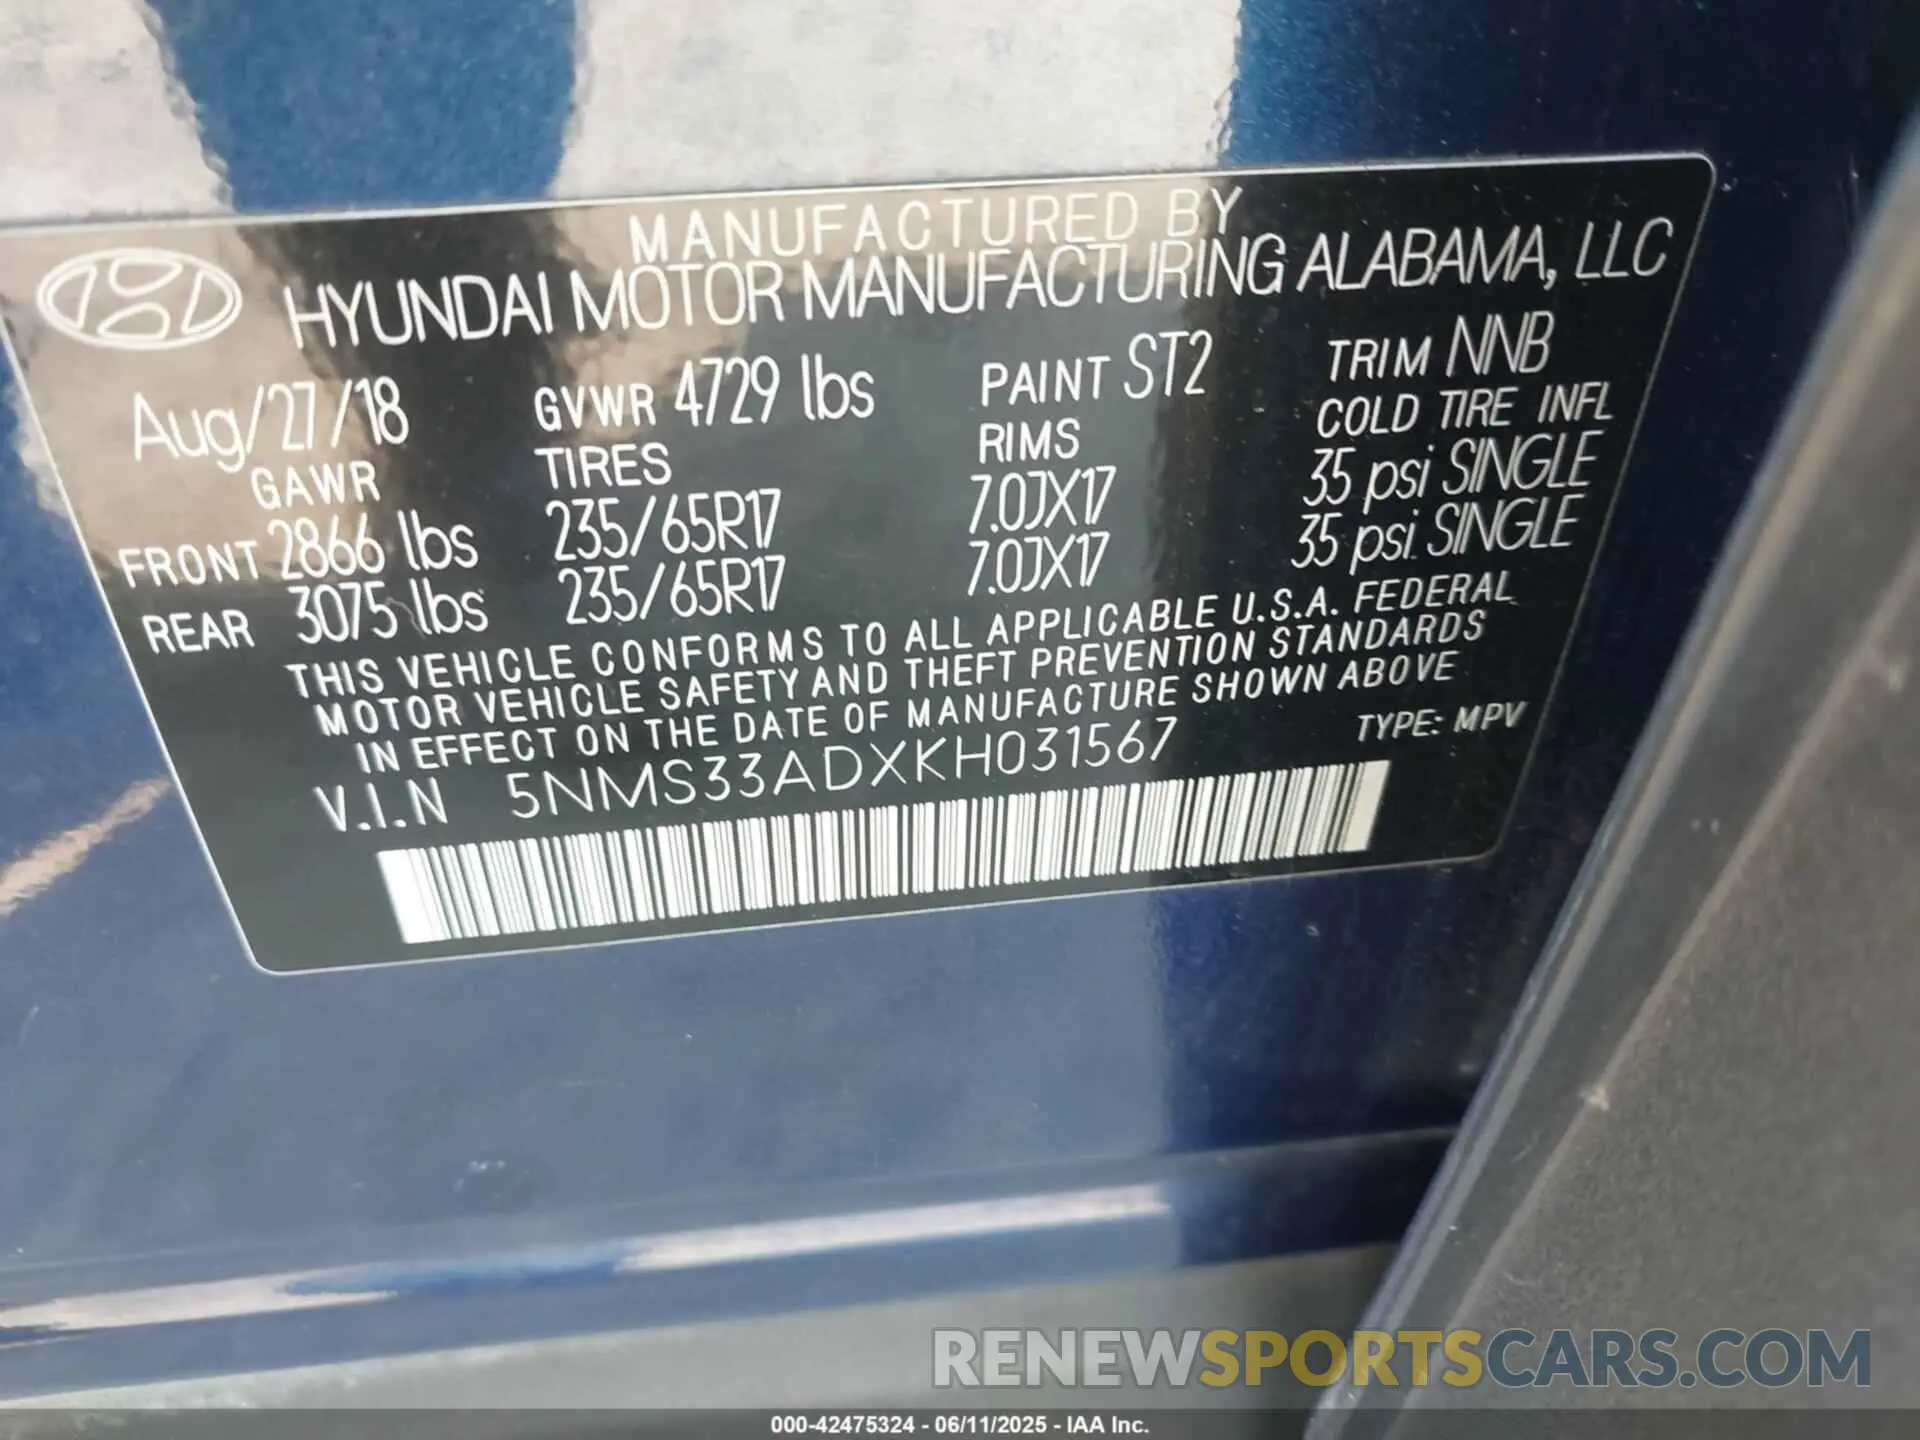 MANUFACTURED BY
HYUNDAI MOTOR MANUFACTURING ALABAMA, LLC
Aug/27/18 GVWR 4729 lbs PAINT ST2 TRIM NNB
GAWR TIRES RIMS COLD TIRE INFL
FRONT 2866 lbs 235/65R17 7.0JX17 35 psi SINGLE
REAR 3075 lbs 235/65R17 7.0JX17 35 psi SINGLE
THIS VEHICLE CONFORMS TO ALL APPLICABLE U.S.A. FEDERAL
MOTOR VEHICLE SAFETY AND THEFT PREVENTION STANDARDS
IN EFFECT ON THE DATE OF MANUFACTURE SHOWN ABOVE
V.I.N 5NMS33ADXKH031567 TYPE: MPV
RENEWSPORTSCARS.COM
000-42475324 - 06/11/2025 - IAA Inc.